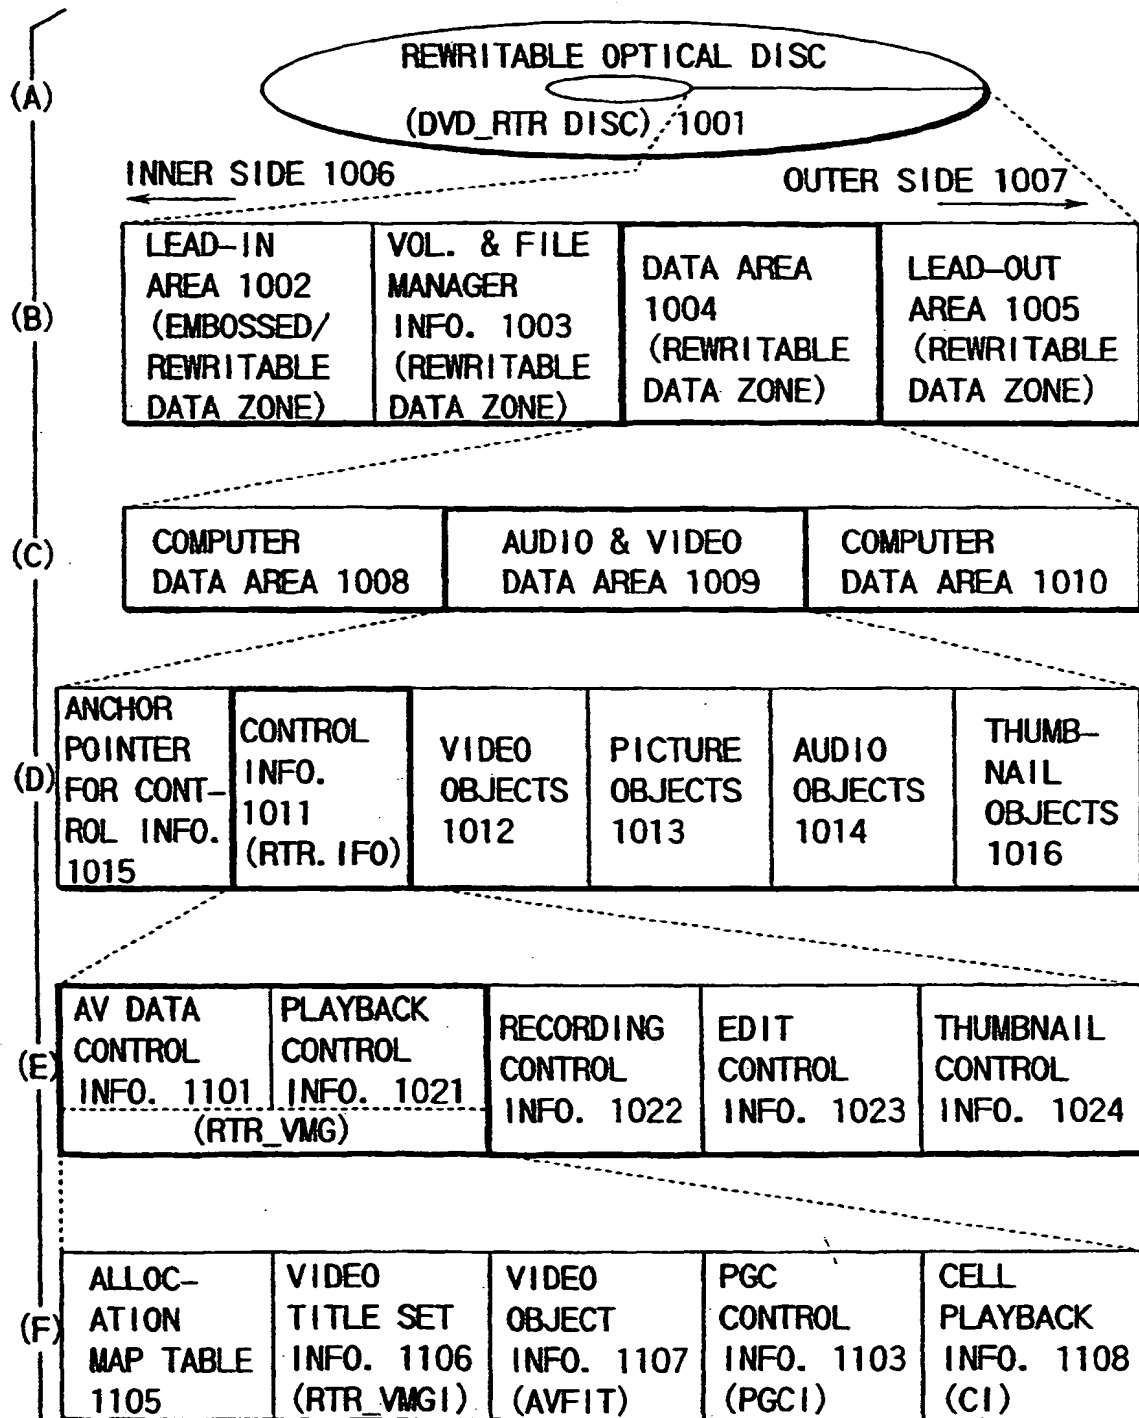 (A)
REWRITABLE OPTICAL DISC
(DVD_RTR DISC) 1001
INNER SIDE 1006
OUTER SIDE 1007
(B)
LEAD-IN
AREA 1002
(EMBOSSED/
REWRITABLE
DATA ZONE)
VOL. & FILE
MANAGER
INFO. 1003
(REWRITABLE
DATA ZONE)
DATA AREA
1004
(REWRITABLE
DATA ZONE)
LEAD-OUT
AREA 1005
(REWRITABLE
DATA ZONE)
(C)
COMPUTER
DATA AREA 1008
AUDIO & VIDEO
DATA AREA 1009
COMPUTER
DATA AREA 1010
(D)
ANCHOR
POINTER
FOR CONT-
ROL INFO.
1015
CONTROL
INFO.
1011
(RTR.IFO)
VIDEO
OBJECTS
1012
PICTURE
OBJECTS
1013
AUDIO
OBJECTS
1014
THUMB-
NAIL
OBJECTS
1016
(E)
AV DATA
CONTROL
INFO. 1101
PLAYBACK
CONTROL
INFO. 1021
(RTR_VMG)
RECORDING
CONTROL
INFO. 1022
EDIT
CONTROL
INFO. 1023
THUMBNAIL
CONTROL
INFO. 1024
(F)
ALLOC-
ATION
MAP TABLE
1105
VIDEO
TITLE SET
INFO. 1106
(RTR_VMGI)
VIDEO
OBJECT
INFO. 1107
(AVFIT)
PGC
CONTROL
INFO. 1103
(PGCI)
CELL
PLAYBACK
INFO. 1108
(CI)